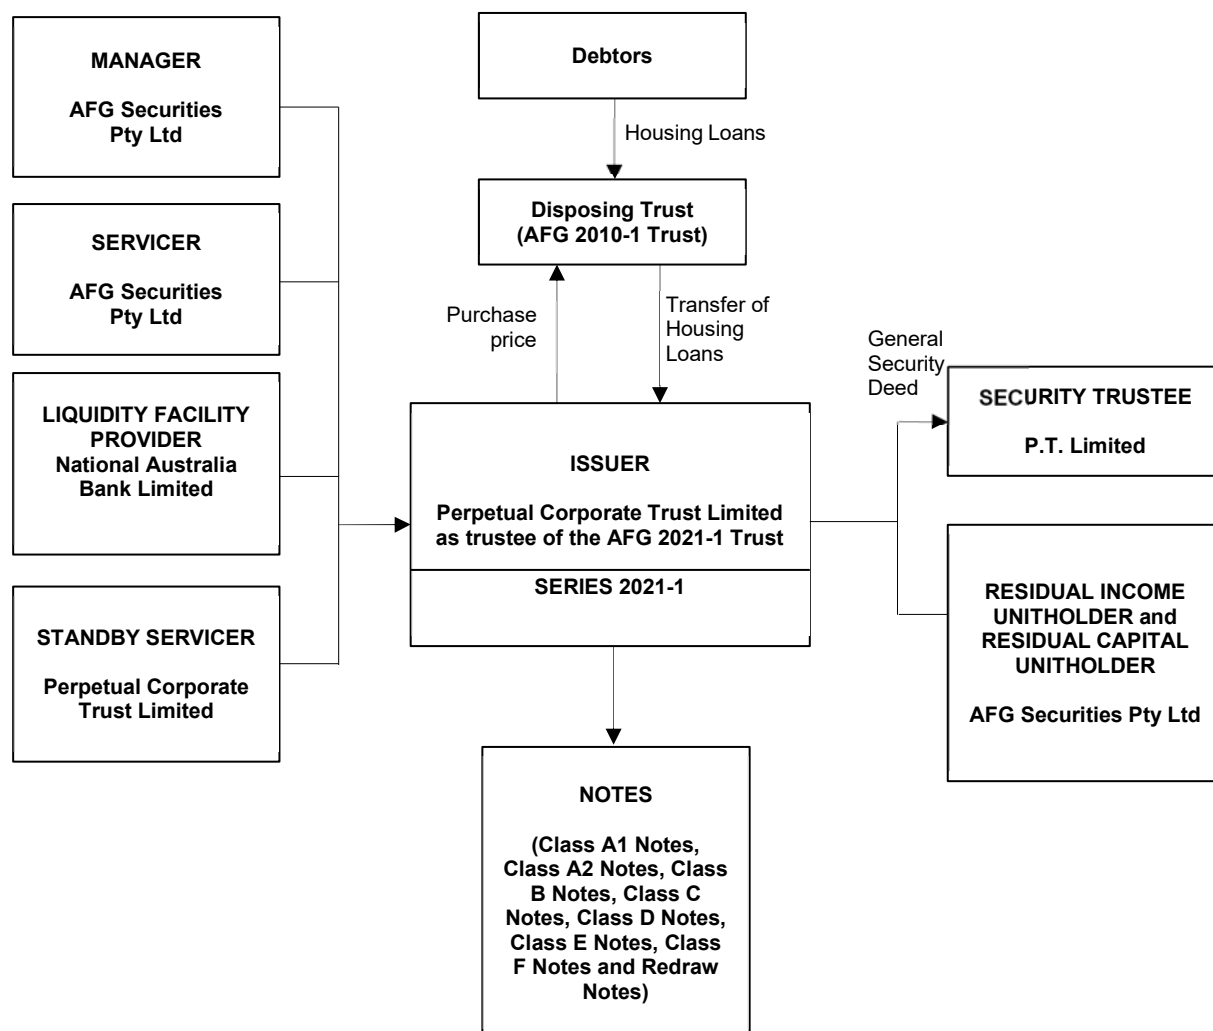 MANAGER
AFG Securities
Pty Ltd
SERVICER
AFG Securities
Pty Ltd
LIQUIDITY FACILITY
PROVIDER
National Australia
Bank Limited
STANDBY SERVICER
Perpetual Corporate
Trust Limited
Debtors
Housing Loans
Disposing Trust
(AFG 2010-1 Trust)
Purchase
price
Transfer of
Housing
Loans
ISSUER
Perpetual Corporate Trust Limited
as trustee of the AFG 2021-1 Trust
SERIES 2021-1
NOTES
(Class A1 Notes,
Class A2 Notes, Class
B Notes, Class C
Notes, Class D Notes,
Class E Notes, Class
F Notes and Redraw
Notes)
General
Security
Deed
SECURITY TRUSTEE
P.T. Limited
RESIDUAL INCOME
UNITHOLDER and
RESIDUAL CAPITAL
UNITHOLDER
AFG Securities Pty Ltd